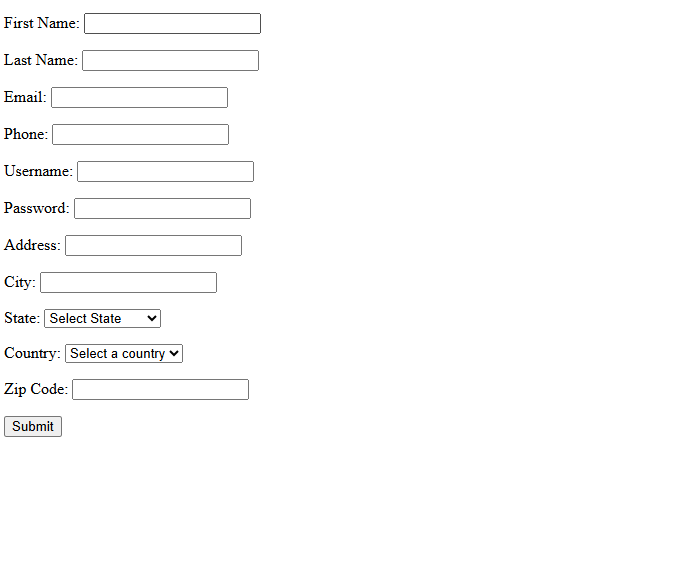 First Name:
Last Name:
Email:
Phone:
Username:
Password:
Address:
City:
State: Select State
Country: Select a country
Zip Code:
Submit